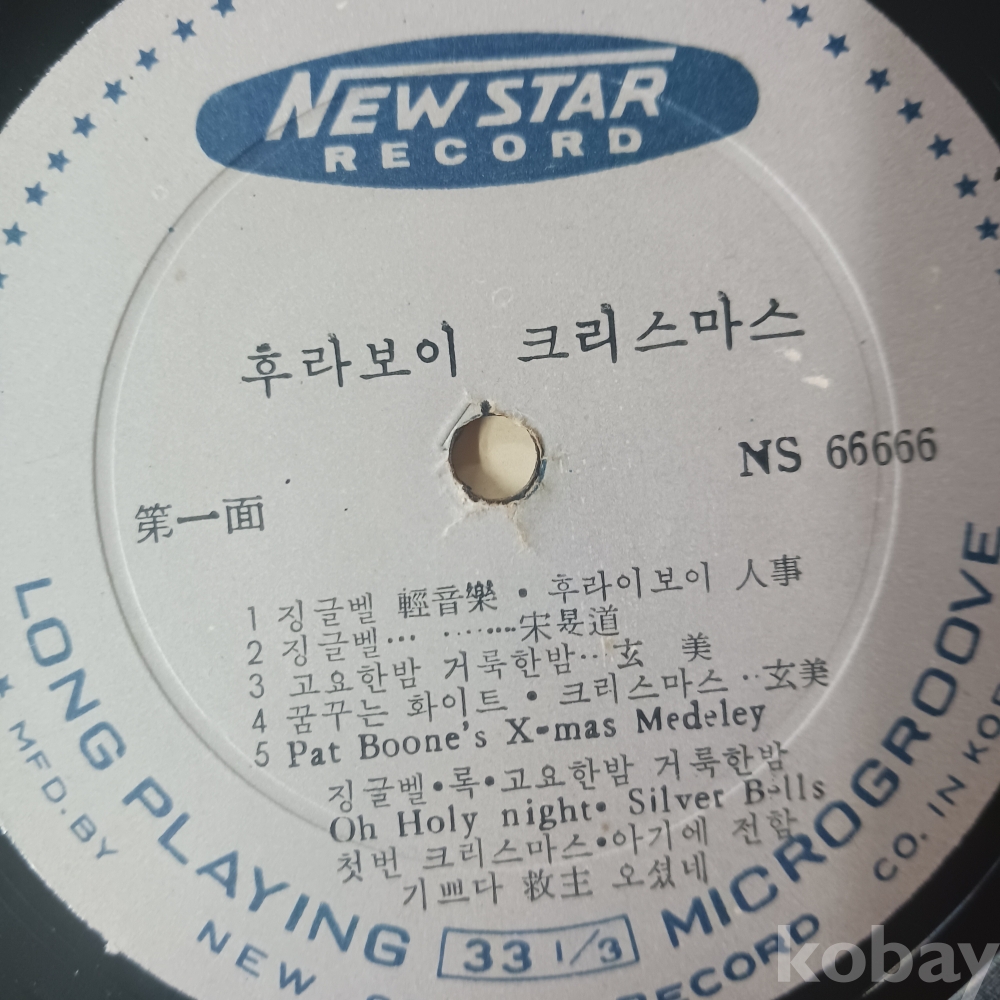 NEW STAR
RECORD
후라보이 크리스마스
NS 66666
第一面
1 징글벨 輕音樂 · 후라이보이 人事
2 징글벨… ……宋旻道
3 고요한밤 거룩한밤‥玄 美
4 꿈꾸는 화이트 · 크리스마스‥玄美
5 Pat Boone's X-mas Medeley
징글벨·록·고요한밤 거룩한밤
Oh Holy night· Silver Bells
첫번 크리스마스·아기에 전함
기쁘다 救主 오셨네
LONG PLAYING 33 1/3 MICROGROOVE
MFD. BY NEW RECORD CO. IN
kobay